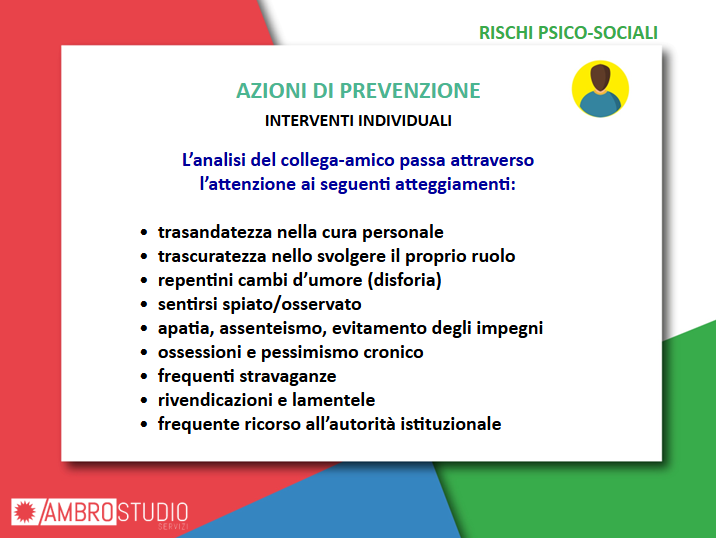 RISCHI PSICO-SOCIALI
AZIONI DI PREVENZIONE
INTERVENTI INDIVIDUALI
L’analisi del collega-amico passa attraverso
l’attenzione ai seguenti atteggiamenti:
• trasandatezza nella cura personale
• trascuratezza nello svolgere il proprio ruolo
• repentini cambi d’umore (disforia)
• sentirsi spiato/osservato
• apatia, assenteismo, evitamento degli impegni
• ossessioni e pessimismo cronico
• frequenti stravaganze
• rivendicazioni e lamentele
• frequente ricorso all’autorità istituzionale
AMBROSTUDIO
SERVIZI